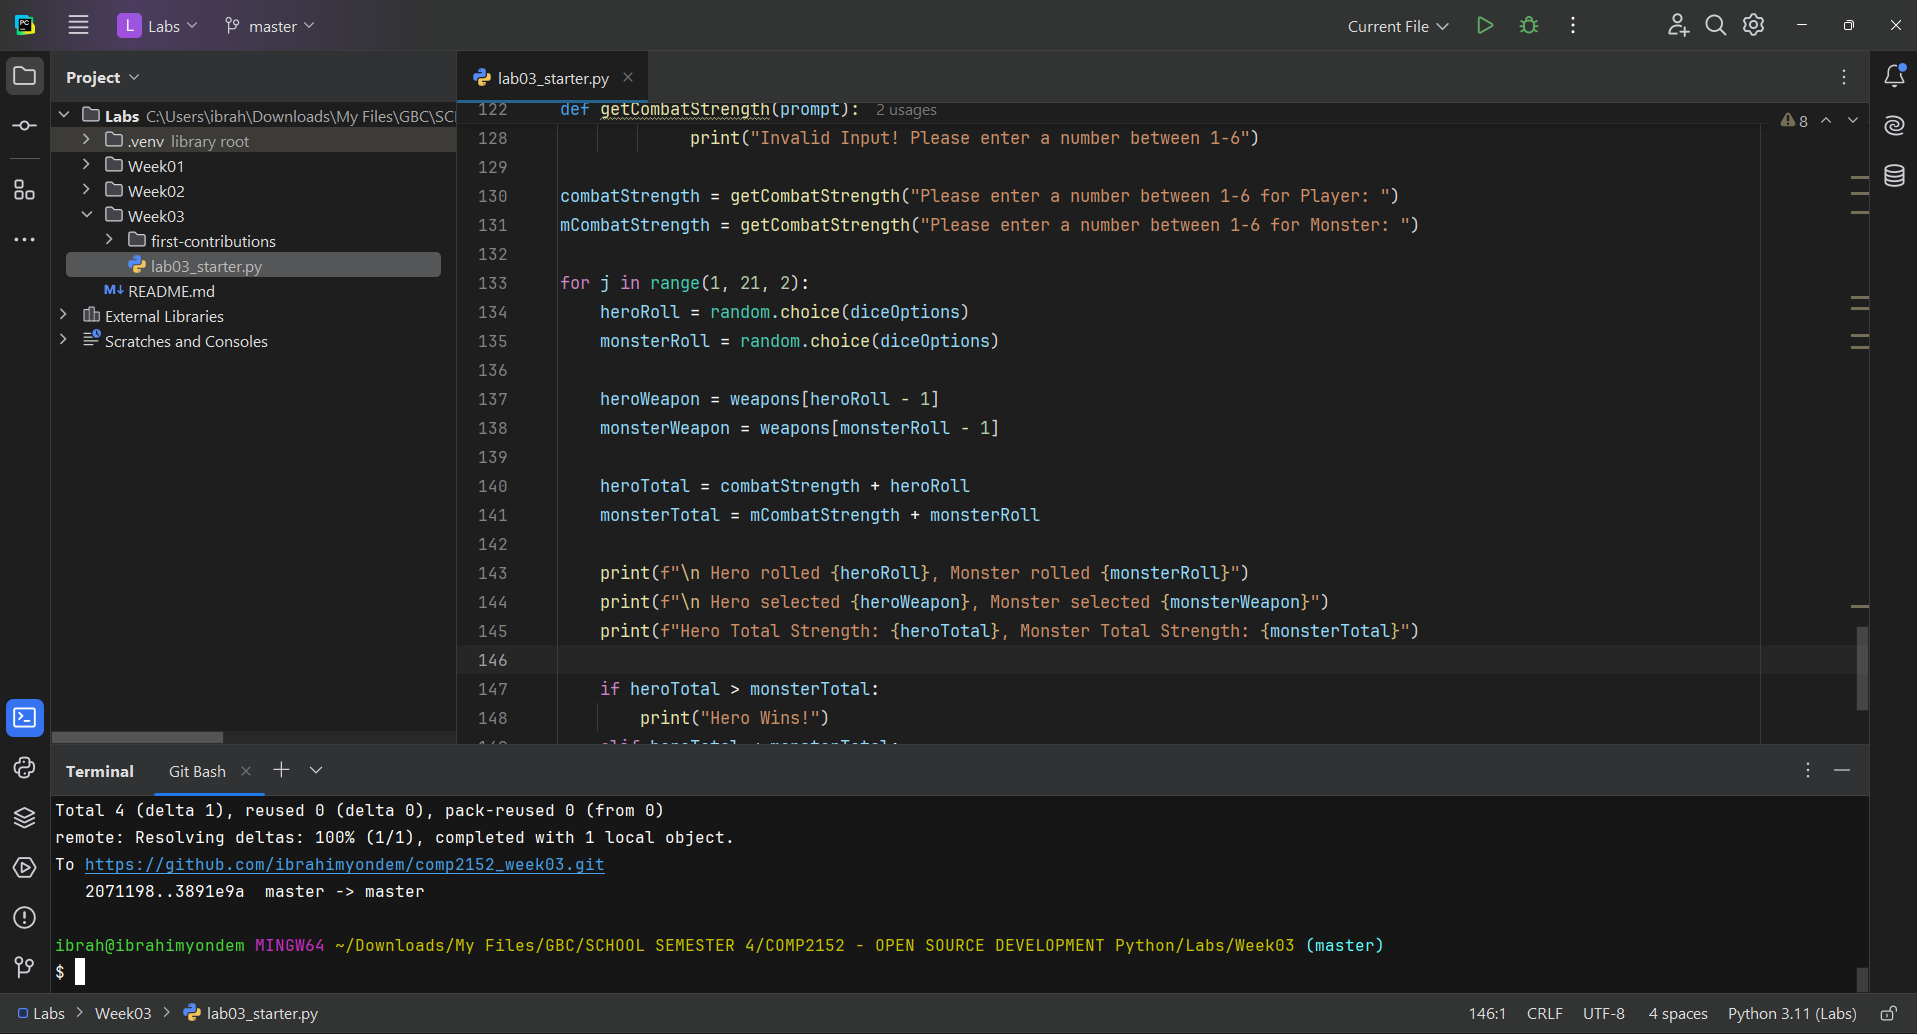 L Labs master Current File
Project
lab03_starter.py
Labs C:\Users\ibrah\Downloads\My Files\GBC\SC
.venv library root
Week01
Week02
Week03
first-contributions
lab03_starter.py
M↓ README.md
External Libraries
Scratches and Consoles
8
122 def getCombatStrength(prompt): 2 usages
128 print("Invalid Input! Please enter a number between 1-6")
129
130 combatStrength = getCombatStrength("Please enter a number between 1-6 for Player: ")
131 mCombatStrength = getCombatStrength("Please enter a number between 1-6 for Monster: ")
132
133 for j in range(1, 21, 2):
134 heroRoll = random.choice(diceOptions)
135 monsterRoll = random.choice(diceOptions)
136
137 heroWeapon = weapons[heroRoll - 1]
138 monsterWeapon = weapons[monsterRoll - 1]
139
140 heroTotal = combatStrength + heroRoll
141 monsterTotal = mCombatStrength + monsterRoll
142
143 print(f"\n Hero rolled {heroRoll}, Monster rolled {monsterRoll}")
144 print(f"\n Hero selected {heroWeapon}, Monster selected {monsterWeapon}")
145 print(f"Hero Total Strength: {heroTotal}, Monster Total Strength: {monsterTotal}")
146
147 if heroTotal > monsterTotal:
148 print("Hero Wins!")
Terminal Git Bash
Total 4 (delta 1), reused 0 (delta 0), pack-reused 0 (from 0)
remote: Resolving deltas: 100% (1/1), completed with 1 local object.
To https://github.com/ibrahimyondem/comp2152_week03.git
2071198..3891e9a master -> master
ibrah@ibrahimyondem MINGW64 ~/Downloads/My Files/GBC/SCHOOL SEMESTER 4/COMP2152 - OPEN SOURCE DEVELOPMENT Python/Labs/Week03 (master)
$
Labs > Week03 > lab03_starter.py 146:1 CRLF UTF-8 4 spaces Python 3.11 (Labs)